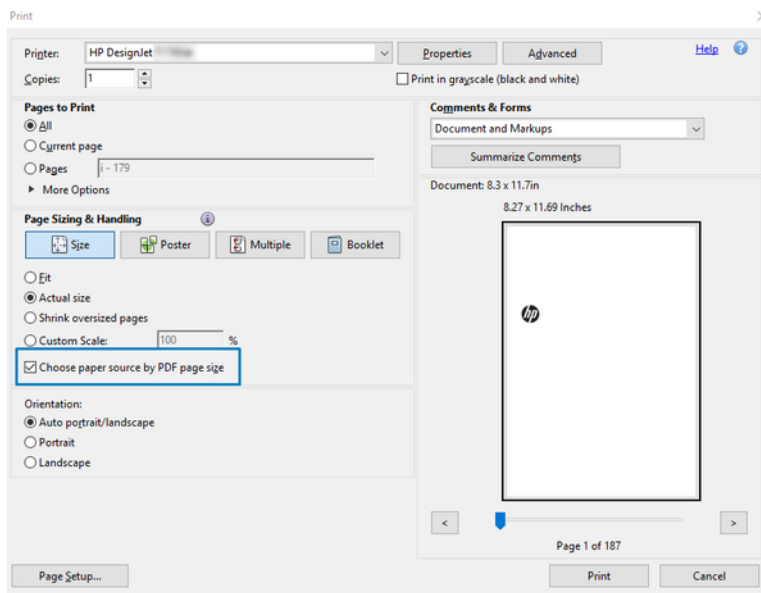 Print
Printer: HP DesignJet Properties Advanced Help
Copies: 1 Print in grayscale (black and white)
Pages to Print
All
Current page
Pages i - 179
More Options
Comments & Forms
Document and Markups
Summarize Comments
Page Sizing & Handling
Size Poster Multiple Booklet
Fit
Actual size
Shrink oversized pages
Custom Scale: 100 %
Choose paper source by PDF page size
Orientation:
Auto portrait/landscape
Portrait
Landscape
Document: 8.3 x 11.7in
8.27 x 11.69 Inches
hp
< >
Page 1 of 187
Page Setup... Print Cancel